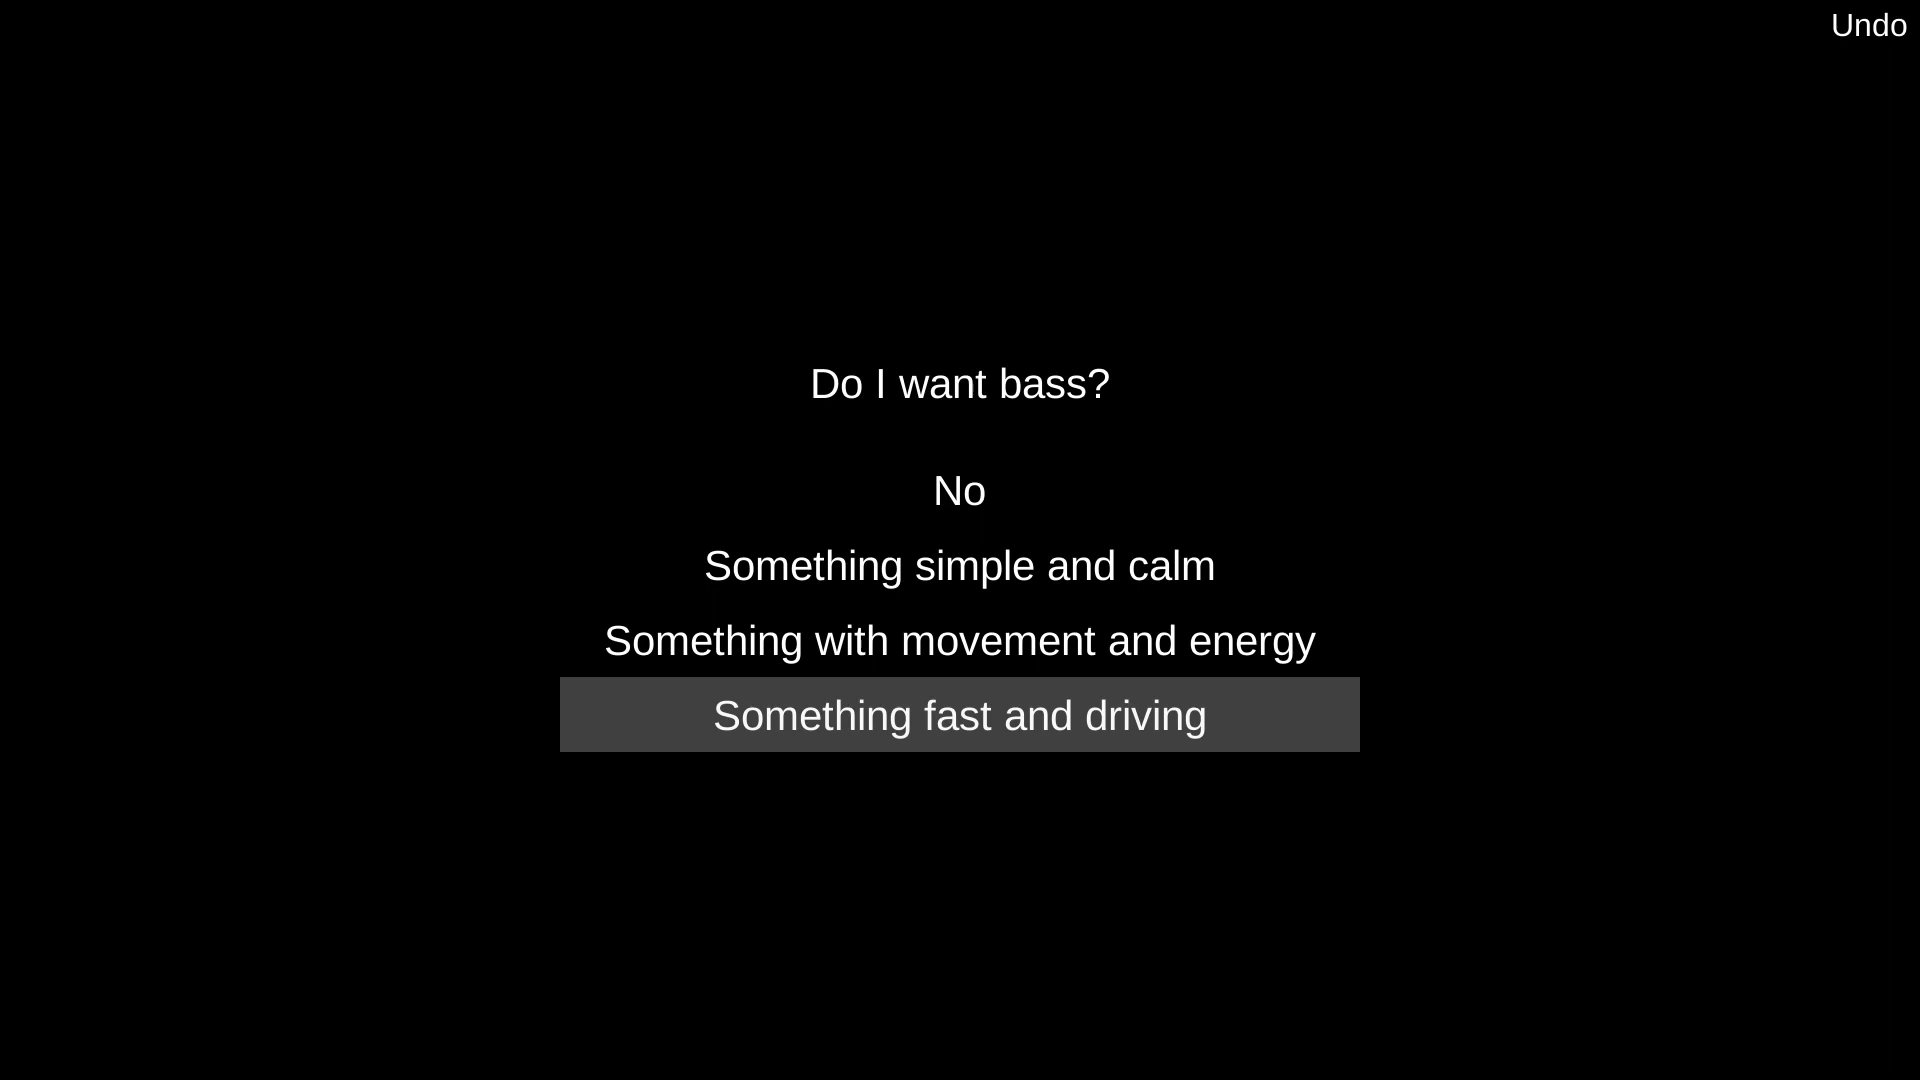 Undo
Do I want bass?
No
Something simple and calm
Something with movement and energy
Something fast and driving